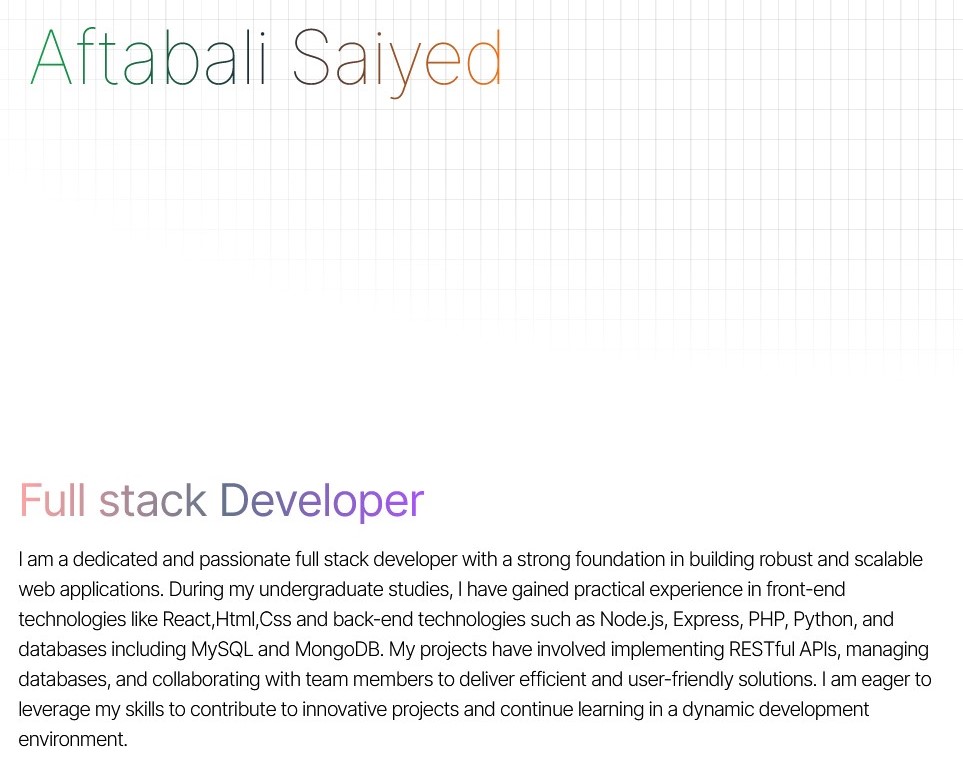 Aftabali Saiyed
Full stack Developer
I am a dedicated and passionate full stack developer with a strong foundation in building robust and scalable
web applications. During my undergraduate studies, I have gained practical experience in front-end
technologies like React,Html,Css and back-end technologies such as Node.js, Express, PHP, Python, and
databases including MySQL and MongoDB. My projects have involved implementing RESTful APIs, managing
databases, and collaborating with team members to deliver efficient and user-friendly solutions. I am eager to
leverage my skills to contribute to innovative projects and continue learning in a dynamic development
environment.